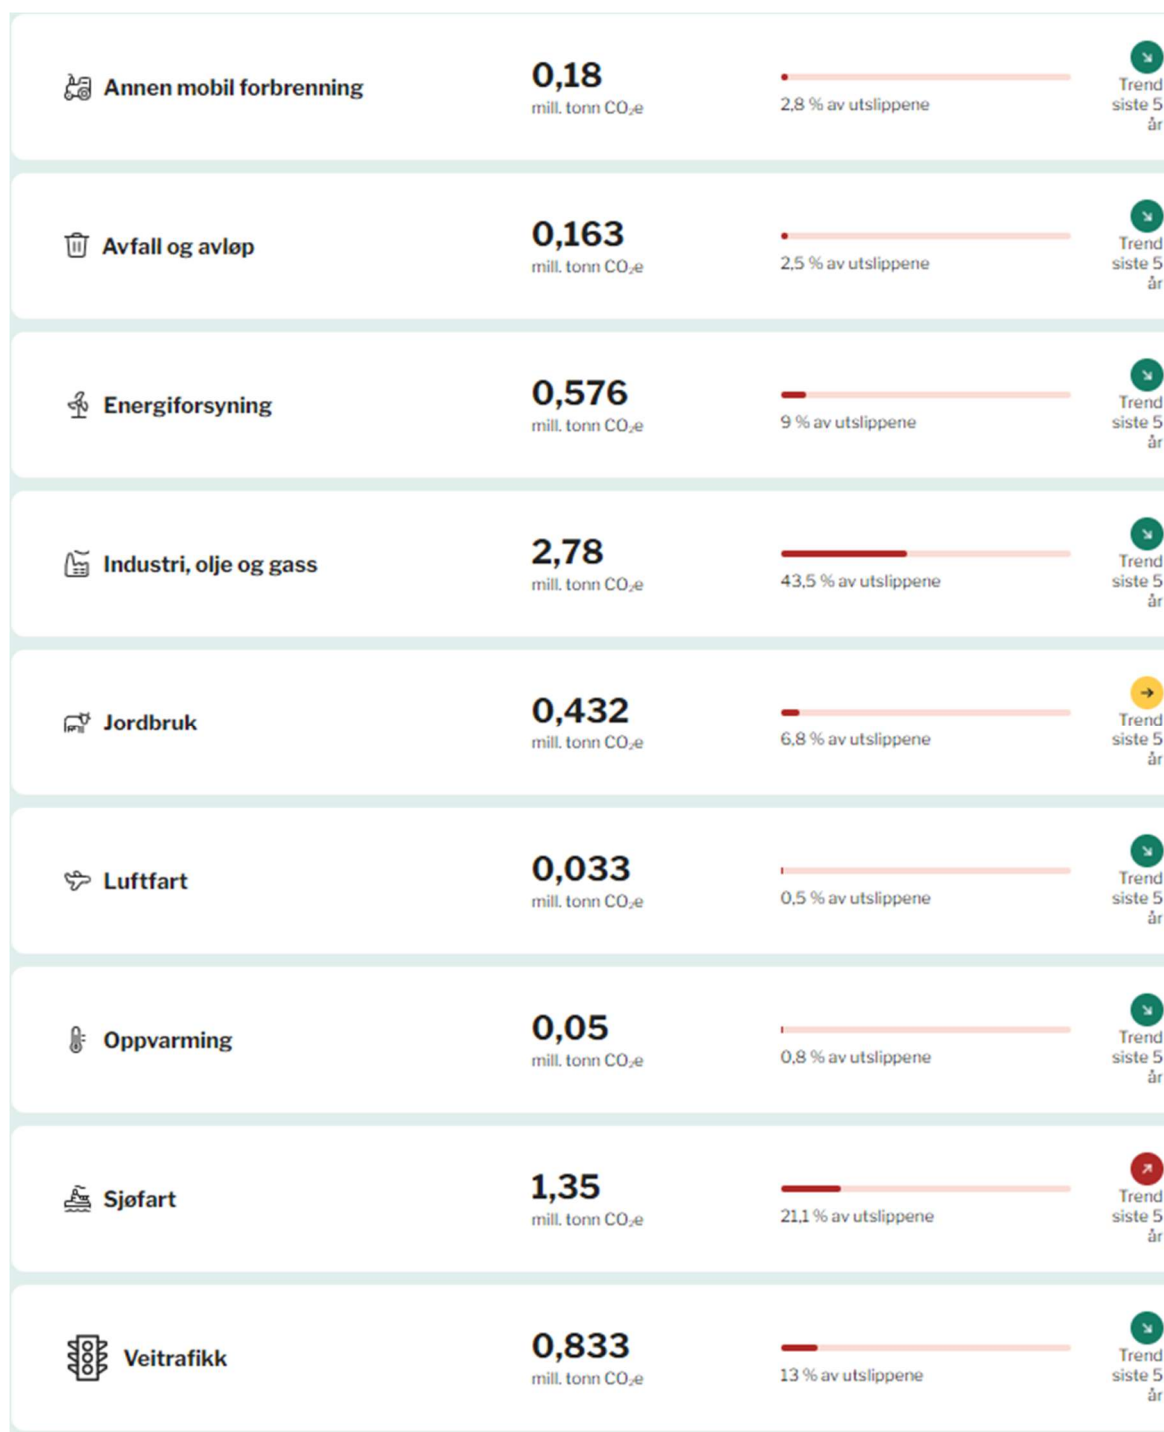 Annen mobil forbrenning
0,18
mill. tonn CO₂e
2,8 % av utslippene
Trend
siste 5
år
Avfall og avløp
0,163
mill. tonn CO₂e
2,5 % av utslippene
Trend
siste 5
år
Energiforsyning
0,576
mill. tonn CO₂e
9 % av utslippene
Trend
siste 5
år
Industri, olje og gass
2,78
mill. tonn CO₂e
43,5 % av utslippene
Trend
siste 5
år
Jordbruk
0,432
mill. tonn CO₂e
6,8 % av utslippene
Trend
siste 5
år
Luftfart
0,033
mill. tonn CO₂e
0,5 % av utslippene
Trend
siste 5
år
Oppvarming
0,05
mill. tonn CO₂e
0,8 % av utslippene
Trend
siste 5
år
Sjøfart
1,35
mill. tonn CO₂e
21,1 % av utslippene
Trend
siste 5
år
Veitrafikk
0,833
mill. tonn CO₂e
13 % av utslippene
Trend
siste 5
år